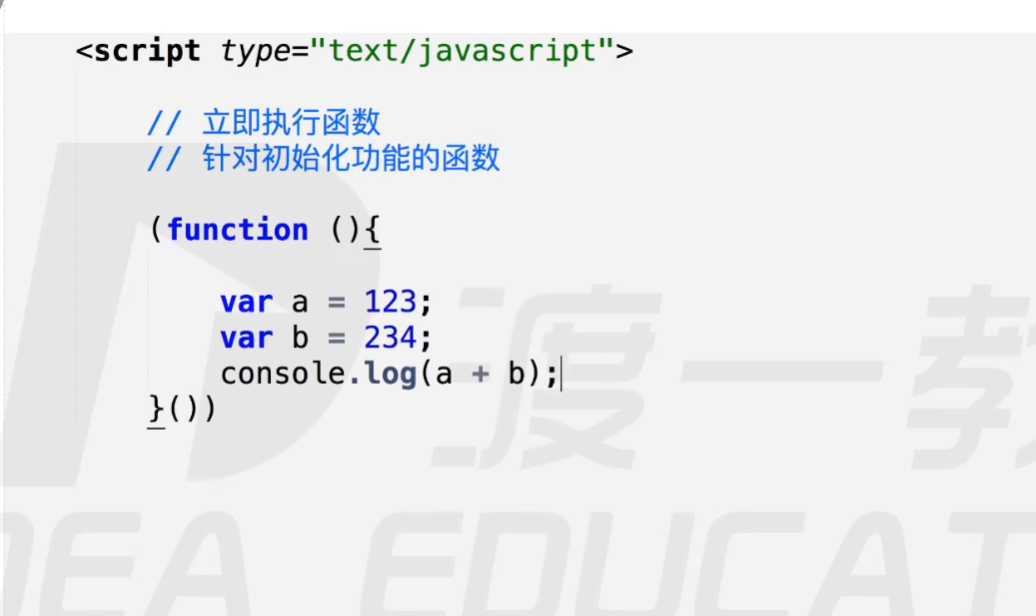 <script type="text/javascript">
// 立即执行函数
// 针对初始化功能的函数
(function (){
var a = 123;
var b = 234;
console.log(a + b);
}())
渡一教
IDEA EDUCAT